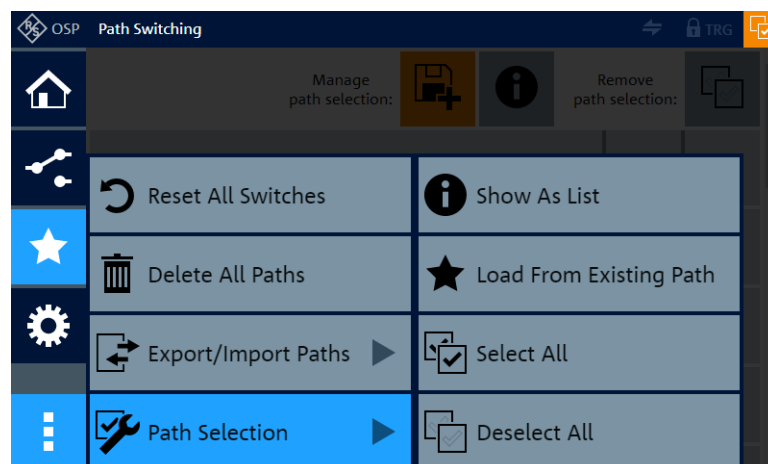 R&S OSP Path Switching TRG
Manage
path selection:
Remove
path selection:
Reset All Switches
Show As List
Delete All Paths
Load From Existing Path
Export/Import Paths
Select All
Path Selection
Deselect All